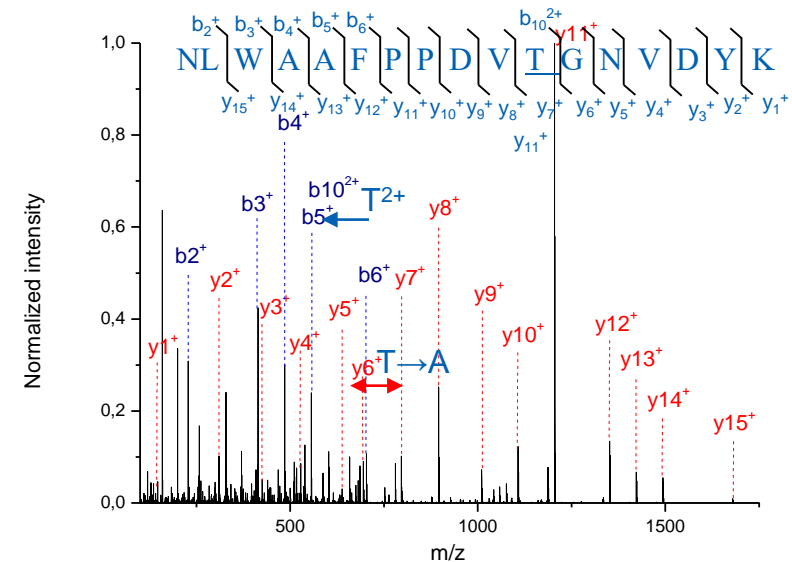 b2+ b3+ b4+ b5+ b6+ b10 2+ y11+
NLWAAFPPDVTGNVDYK
y15+ y14+ y13+ y12+ y11+ y10+ y9+ y8+ y7+ y6+ y5+ y4+ y3+ y2+ y1+
y11+
b4+
b10 2+ T2+
b3+ b5+
y8+
b2+ b6+
y2+ y7+
y3+ y5+ y9+
y1+ y4+ y10+ y12+
y6+ T→A y13+
y14+
y15+
1,0
0,8
0,6
0,4
0,2
0,0
Normalized intensity
500 1000 1500
m/z